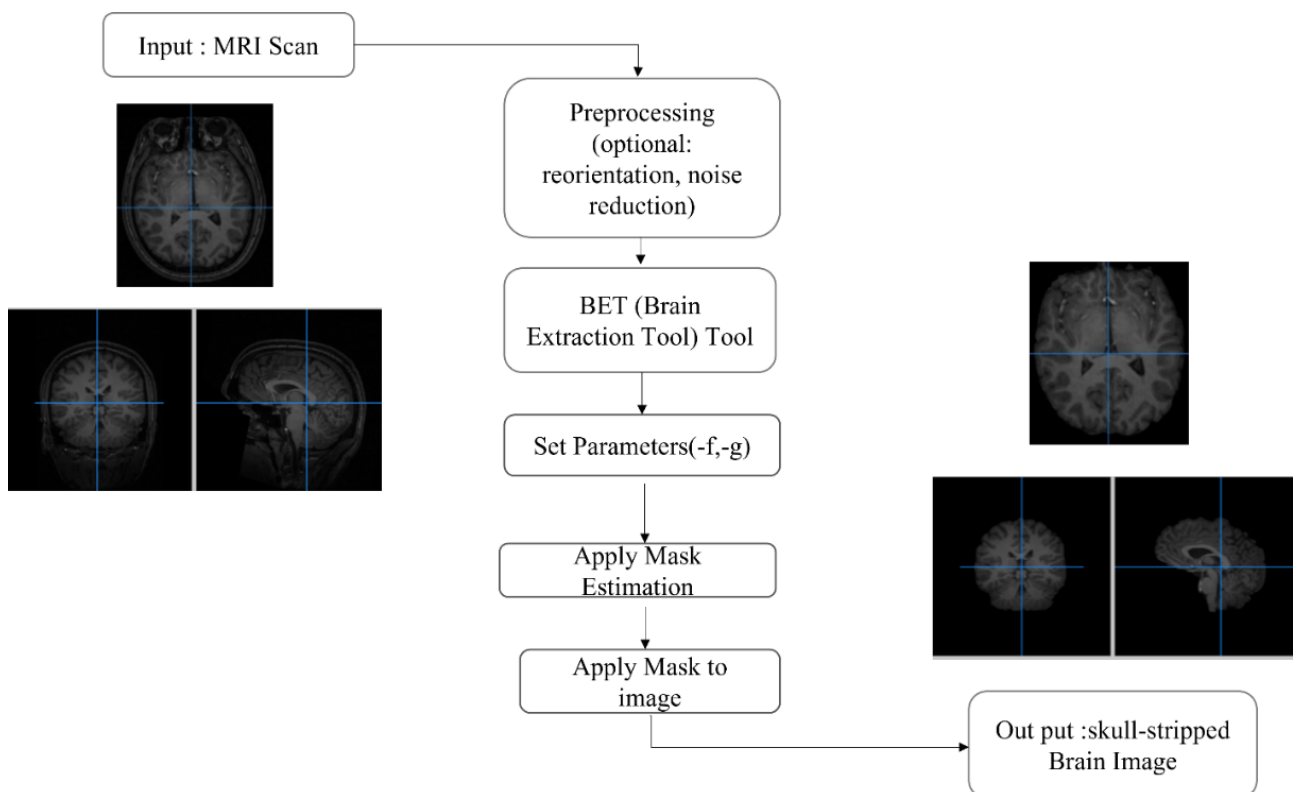 Input : MRI Scan
Preprocessing
(optional:
reorientation, noise
reduction)
BET (Brain
Extraction Tool) Tool
Set Parameters(-f,-g)
Apply Mask
Estimation
Apply Mask to
image
Out put :skull-stripped
Brain Image